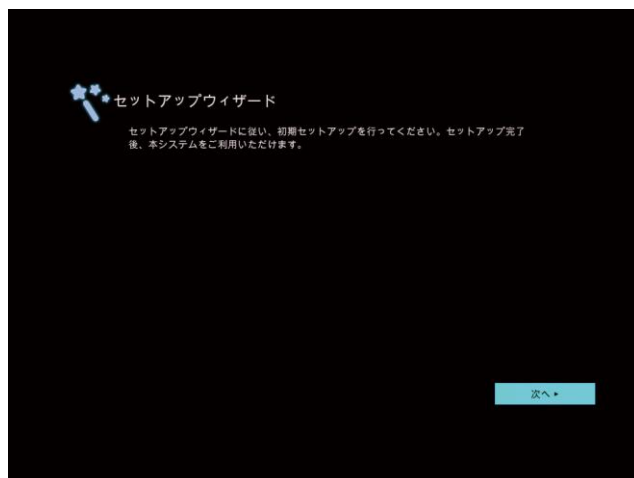 セットアップウィザード
セットアップウィザードに従い、初期セットアップを行ってください。セットアップ完了
後、本システムをご利用いただけます。
次へ ▸